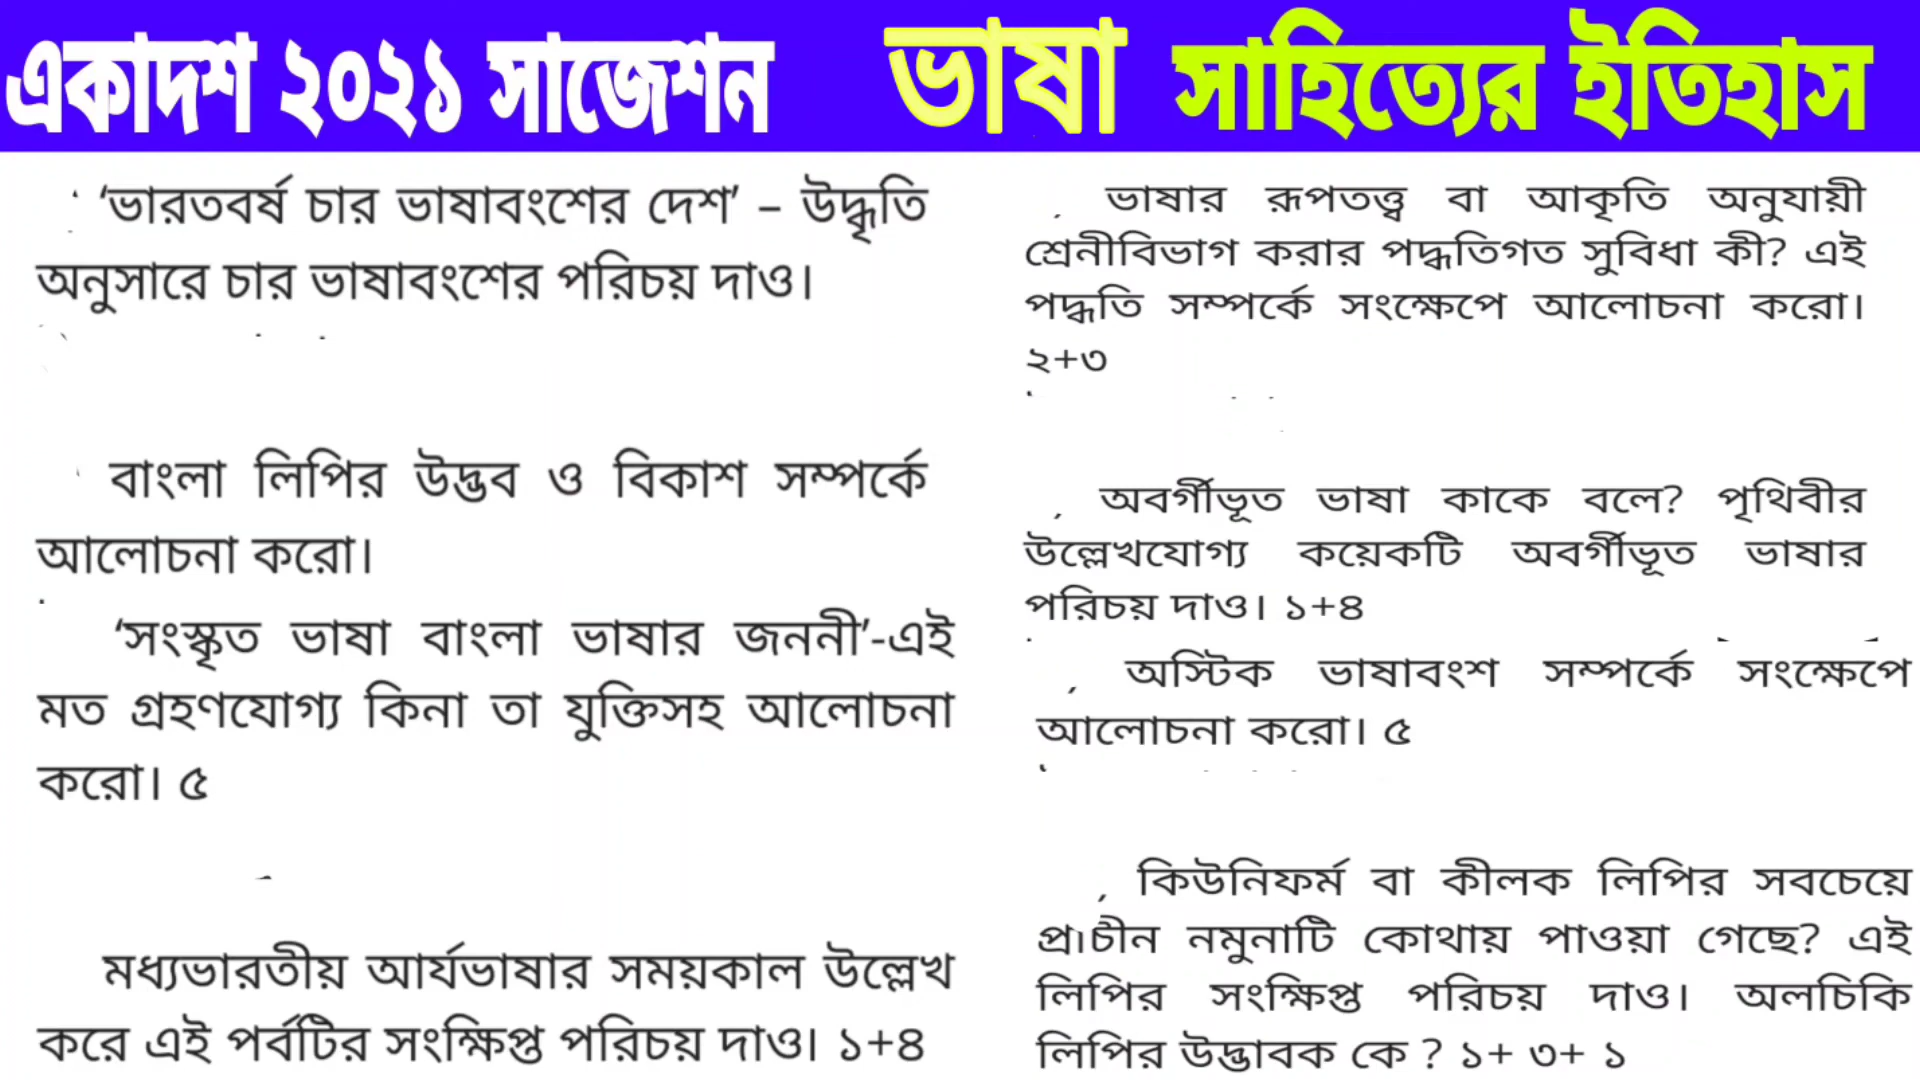 একাদশ ২০২১ সাজেশন ভাষা সাহিত্যের ইতিহাস
‘ভারতবর্ষ চার ভাষাবংশের দেশ’ – উদ্ধৃতি
অনুসারে চার ভাষাবংশের পরিচয় দাও।
বাংলা লিপির উদ্ভব ও বিকাশ সম্পর্কে
আলোচনা করো।
‘সংস্কৃত ভাষা বাংলা ভাষার জননী’-এই
মত গ্রহণযোগ্য কিনা তা যুক্তিসহ আলোচনা
করো। ৫
মধ্যভারতীয় আর্যভাষার সময়কাল উল্লেখ
করে এই পর্বটির সংক্ষিপ্ত পরিচয় দাও। ১+৪
ভাষার রূপতত্ত্ব বা আকৃতি অনুযায়ী
শ্রেনীবিভাগ করার পদ্ধতিগত সুবিধা কী? এই
পদ্ধতি সম্পর্কে সংক্ষেপে আলোচনা করো।
২+৩
অবর্গীভূত ভাষা কাকে বলে? পৃথিবীর
উল্লেখযোগ্য কয়েকটি অবর্গীভূত ভাষার
পরিচয় দাও। ১+৪
অস্টিক ভাষাবংশ সম্পর্কে সংক্ষেপে
আলোচনা করো। ৫
কিউনিফর্ম বা কীলক লিপির সবচেয়ে
প্রাচীন নমুনাটি কোথায় পাওয়া গেছে? এই
লিপির সংক্ষিপ্ত পরিচয় দাও। অলচিকি
লিপির উদ্ভাবক কে ? ১+ ৩+ ১